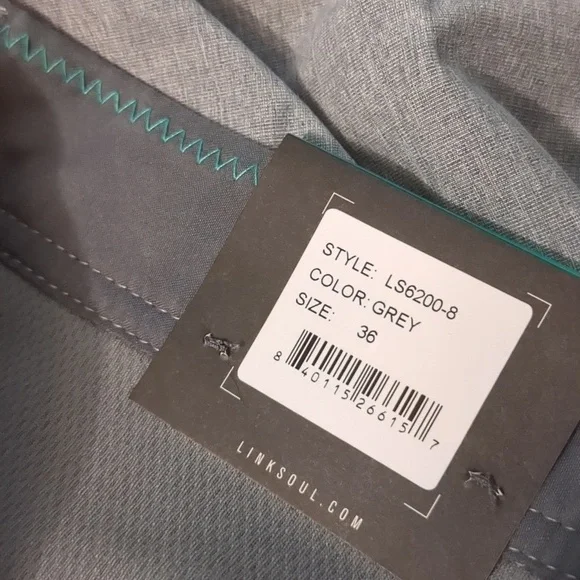 STYLE: LS6200-8
COLOR: GREY
SIZE: 36
8 40115 26615 7
LINKSOUL.COM